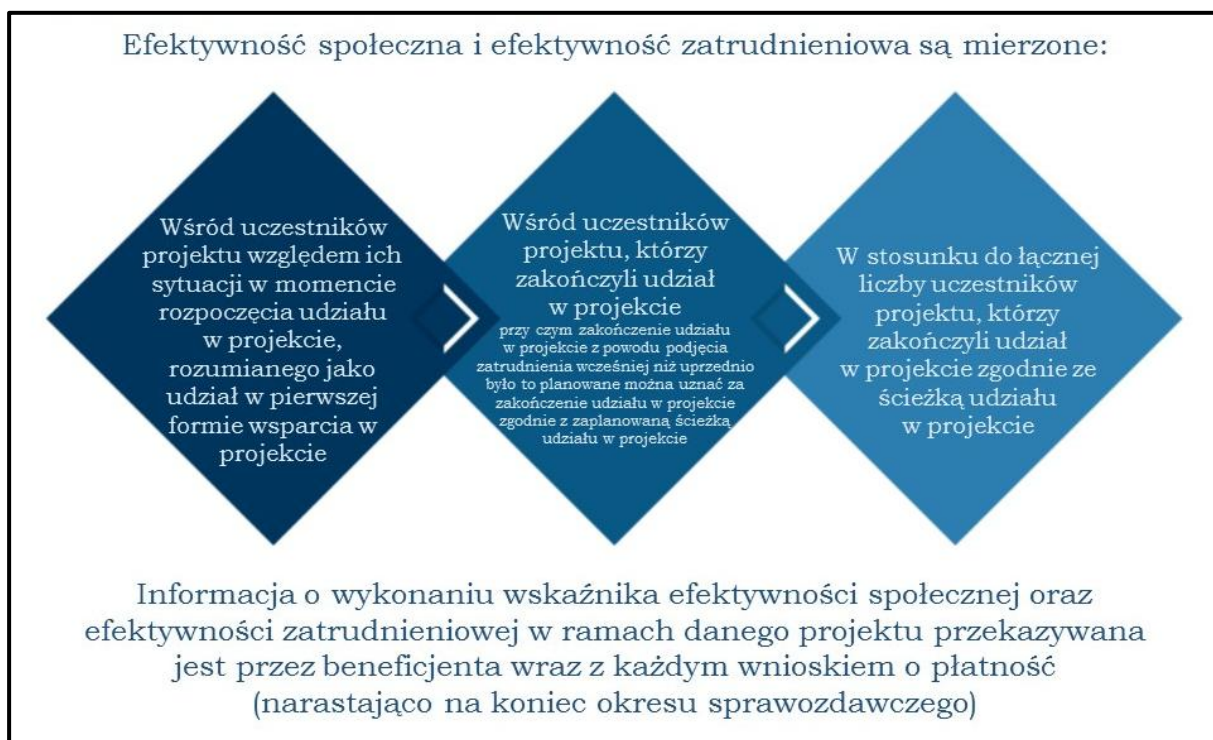 Efektywność społeczna i efektywność zatrudnieniowa są mierzone:
Wśród uczestników
projektu względem ich
sytuacji w momencie
rozpoczęcia udziału
w projekcie,
rozumianego jako
udział w pierwszej
formie wsparcia w
projekcie
Wśród uczestników
projektu, którzy
zakończyli udział
w projekcie
przy czym zakończenie udziału
w projekcie z powodu podjęcia
zatrudnienia wcześniej niż uprzednio
było to planowane można uznać za
zakończenie udziału w projekcie
zgodnie z zaplanowaną ścieżką
udziału w projekcie
W stosunku do łącznej
liczby uczestników
projektu, którzy
zakończyli udział
w projekcie zgodnie ze
ścieżką udziału
w projekcie
Informacja o wykonaniu wskaźnika efektywności społecznej oraz
efektywności zatrudnieniowej w ramach danego projektu przekazywana
jest przez beneficjenta wraz z każdym wnioskiem o płatność
(narastająco na koniec okresu sprawozdawczego)